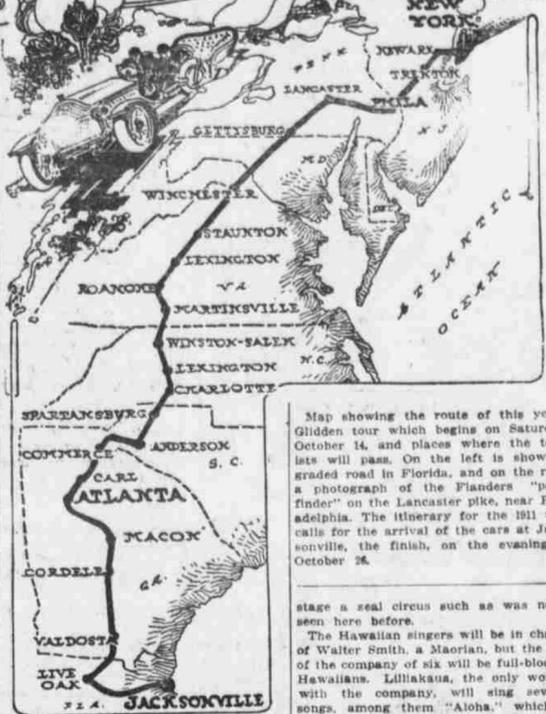 NEW
YORK
NEWARK
TRENTON
PENN
LANCASTER
PHILA
GETTYSBURG
N.J.
M.D.
DEL
WINCHESTER
ATLANTIC
OCEAN
STAUNTON
LEXINGTON
VA
ROANOKE
MARTINSVILLE
WINSTON-SALEM
N.C.
LEXINGTON
CHARLOTTE
SPARTANSBURG
ANDERSON
S.C.
COMMERCE
CARL
ATLANTA
MACON
CORDELE
GA.
VALDOSTA
LIVE
OAK
FLA.
JACKSONVILLE
Map showing the route of this ye
Glidden tour which begins on Satur
October 14, and places where the t
ists will pass. On the left is show
graded road in Florida, and on the r
a photograph of the Flanders "p
finder" on the Lancaster pike, near P
adelphia. The itinerary for the 1911
calls for the arrival of the cars at J
sonville, the finish, on the evening
October 26.
stage a seal circus such as was n
seen here before.
The Hawaiian singers will be in cha
of Walter Smith, a Maorian, but the
of the company of six will be full-bloo
Hawaiians. Lilliakaua, the only wo
with the company, will sing sev
songs, among them "Aloha," which